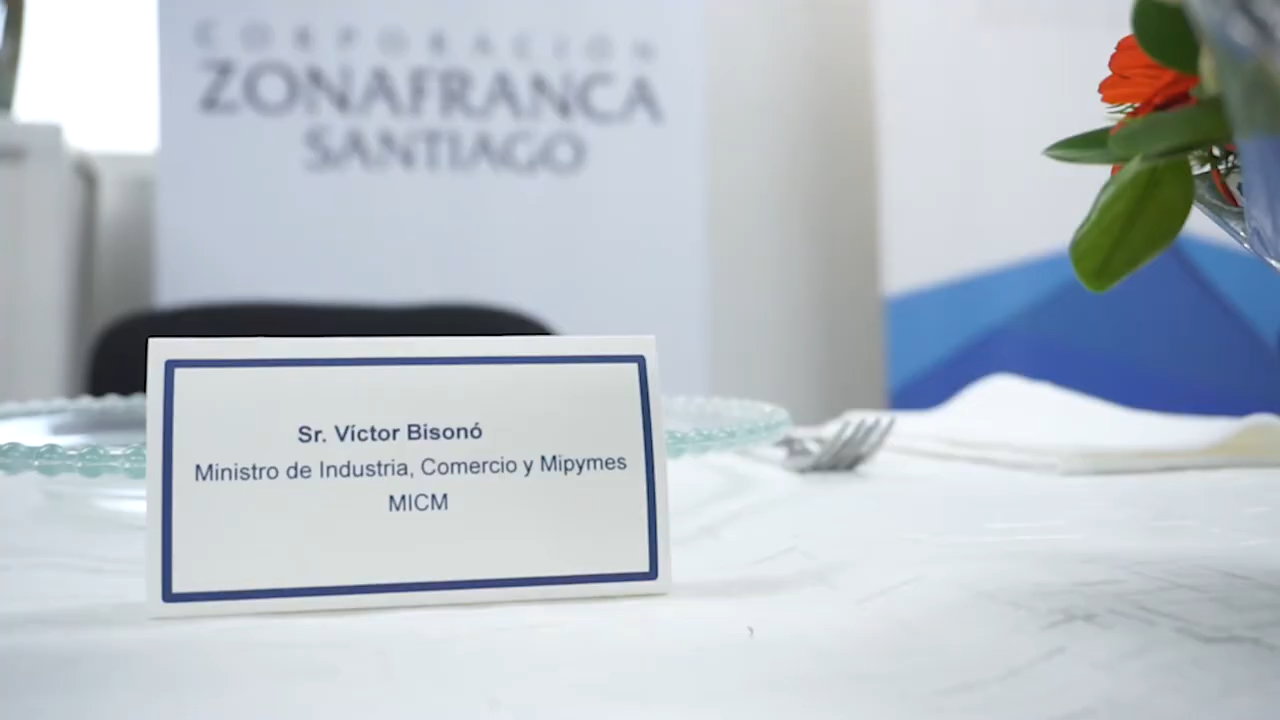 CORPORACIÓN
ZONAFRANCA
SANTIAGO
Sr. Víctor Bisonó
Ministro de Industria, Comercio y Mipymes
MICM